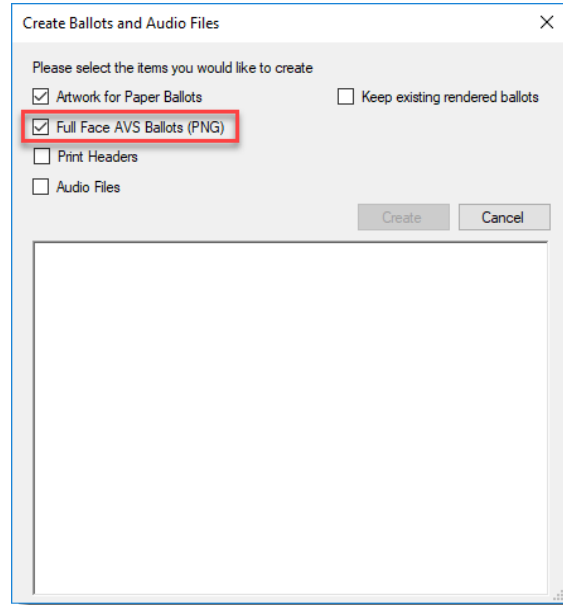 Create Ballots and Audio Files
Please select the items you would like to create
Artwork for Paper Ballots
Keep existing rendered ballots
Full Face AVS Ballots (PNG)
Print Headers
Audio Files
Create
Cancel